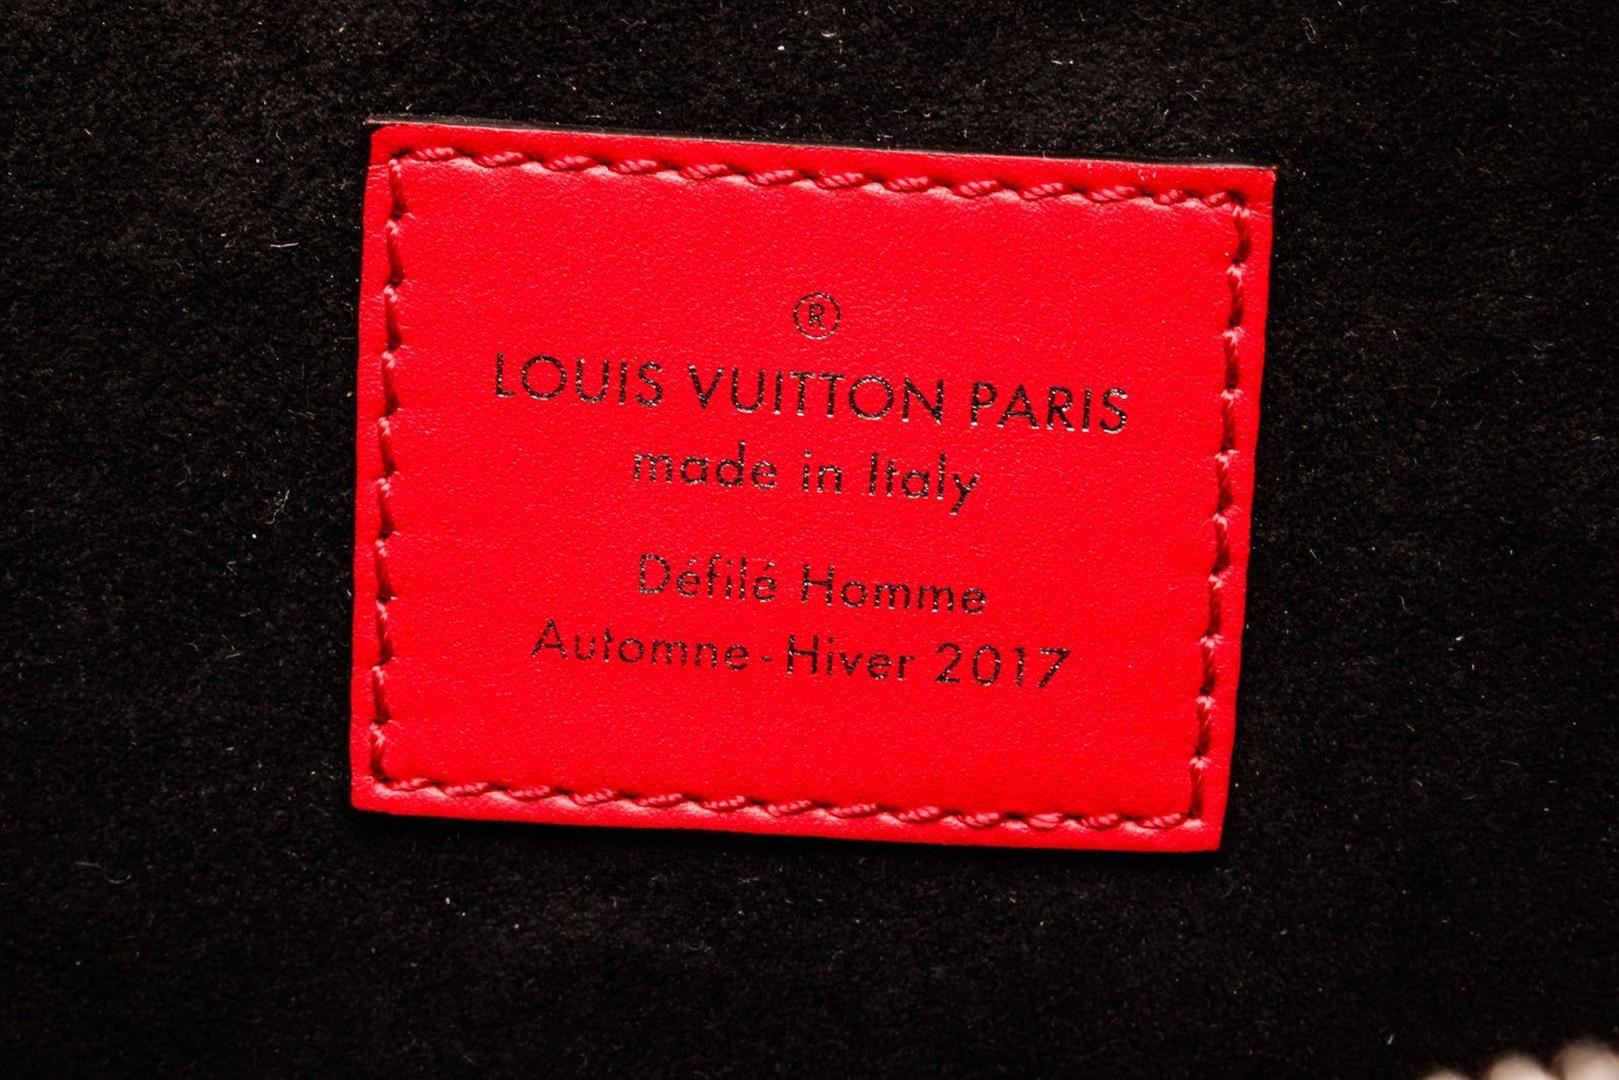 ®
LOUIS VUITTON PARIS
made in Italy
Défilé Homme
Automne-Hiver 2017